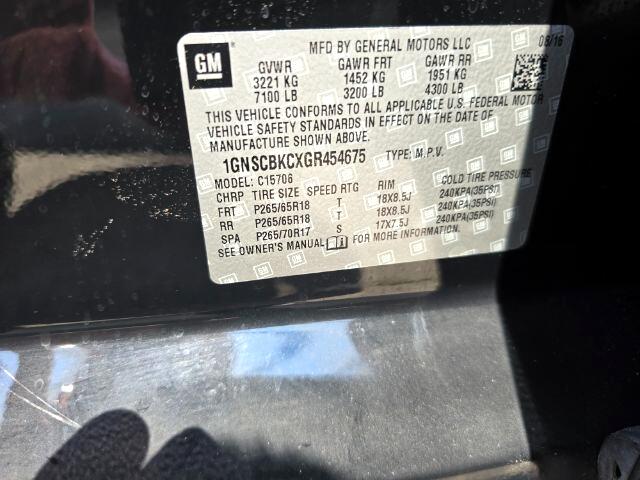 GM
MFD BY GENERAL MOTORS LLC 08/16
GVWR GAWR FRT GAWR RR
3221 KG 1452 KG 1951 KG
7100 LB 3200 LB 4300 LB
THIS VEHICLE CONFORMS TO ALL APPLICABLE U.S. FEDERAL MOTOR
VEHICLE SAFETY STANDARDS IN EFFECT ON THE DATE OF
MANUFACTURE SHOWN ABOVE.
1GNSCBKCXGR454675 TYPE: M.P.V.
MODEL: C15706
CHRP TIRE SIZE SPEED RTG RIM COLD TIRE PRESSURE
FRT P265/65R18 T 18X8.5J 240KPA(35PSI)
RR P265/65R18 T 18X8.5J 240KPA(35PSI)
SPA P265/70R17 S 17X7.5J 240KPA(35PSI)
SEE OWNER'S MANUAL FOR MORE INFORMATION.